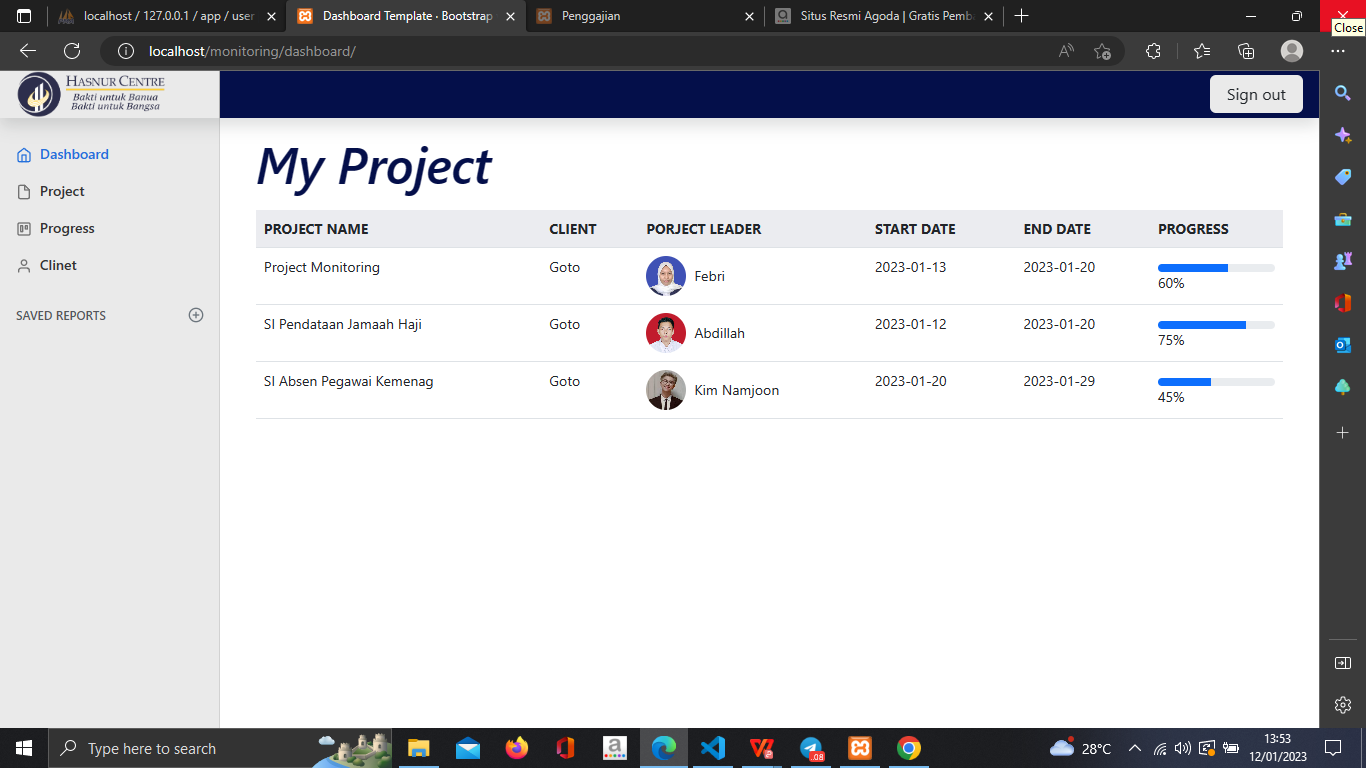 localhost / 127.0.0.1 / app / user
Dashboard Template · Bootstrap
Penggajian
Situs Resmi Agoda | Gratis Pemba
Close
localhost/monitoring/dashboard/
HASNUR CENTRE
Bakti untuk Banua
Bakti untuk Bangsa
Sign out
Dashboard
Project
Progress
Clinet
SAVED REPORTS
My Project
PROJECT NAME CLIENT PORJECT LEADER START DATE END DATE PROGRESS
Project Monitoring Goto Febri 2023-01-13 2023-01-20 60%
SI Pendataan Jamaah Haji Goto Abdillah 2023-01-12 2023-01-20 75%
SI Absen Pegawai Kemenag Goto Kim Namjoon 2023-01-20 2023-01-29 45%
Type here to search
28°C
13:53
12/01/2023